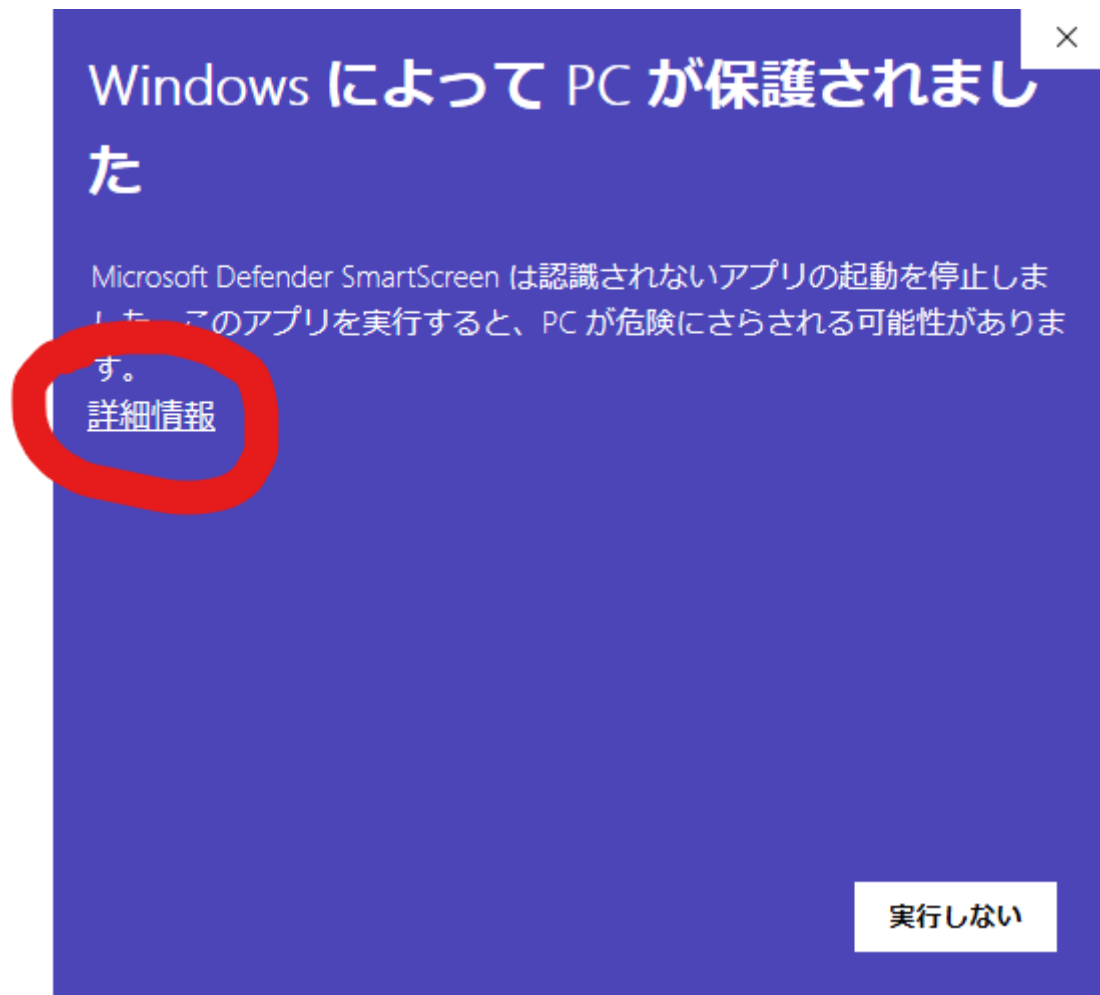 Windows によって PC が保護されまし
た
Microsoft Defender SmartScreen は認識されないアプリの起動を停止しま
した。このアプリを実行すると、PC が危険にさらされる可能性がありま
す。
詳細情報
実行しない